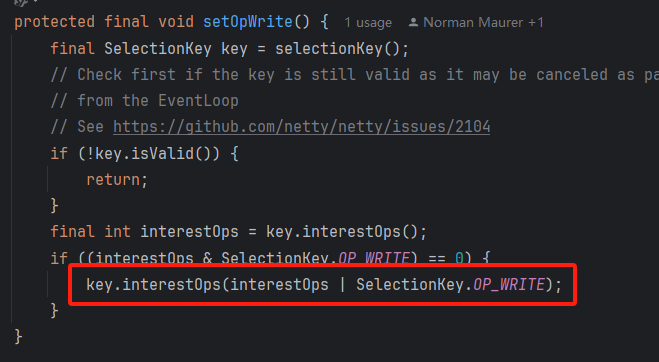 protected final void setOpWrite() { 1 usage Norman Maurer +1
final SelectionKey key = selectionKey();
// Check first if the key is still valid as it may be canceled as pa
// from the EventLoop
// See https://github.com/netty/netty/issues/2104
if (!key.isValid()) {
return;
}
final int interestOps = key.interestOps();
if ((interestOps & SelectionKey.OP_WRITE) == 0) {
key.interestOps(interestOps | SelectionKey.OP_WRITE);
}
}